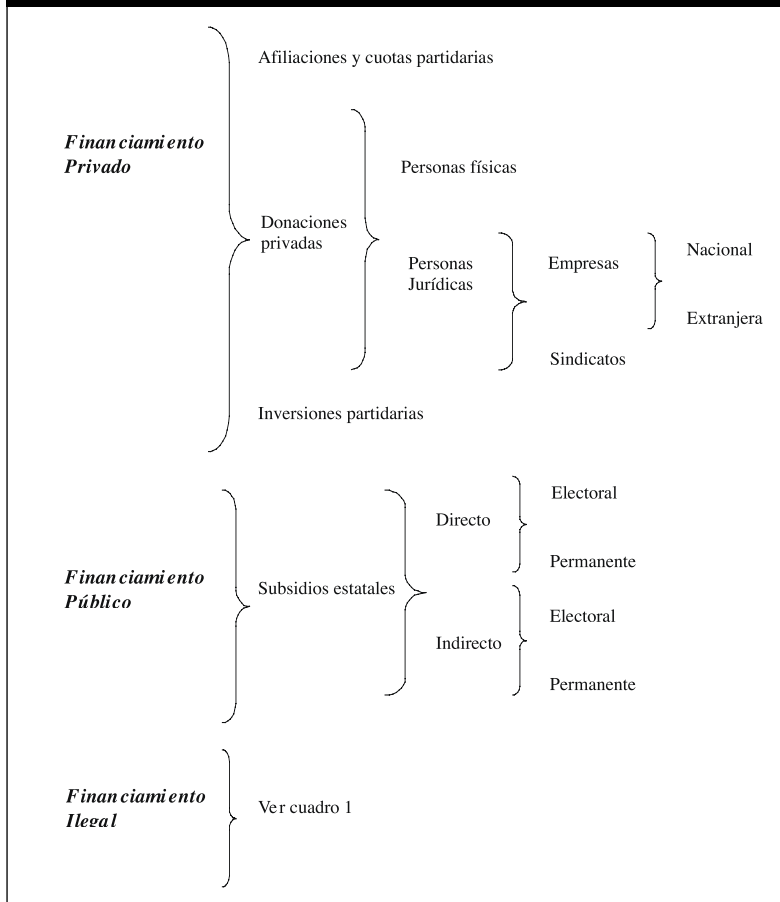 Afiliaciones y cuotas partidarias
Financiamiento
Privado
Personas físicas
Donaciones
privadas
Personas
Jurídicas
Empresas
Nacional
Extranjera
Sindicatos
Inversiones partidarias
Financiamiento
Público
Subsidios estatales
Directo
Electoral
Permanente
Indirecto
Electoral
Permanente
Financiamiento
Ilegal
Ver cuadro 1